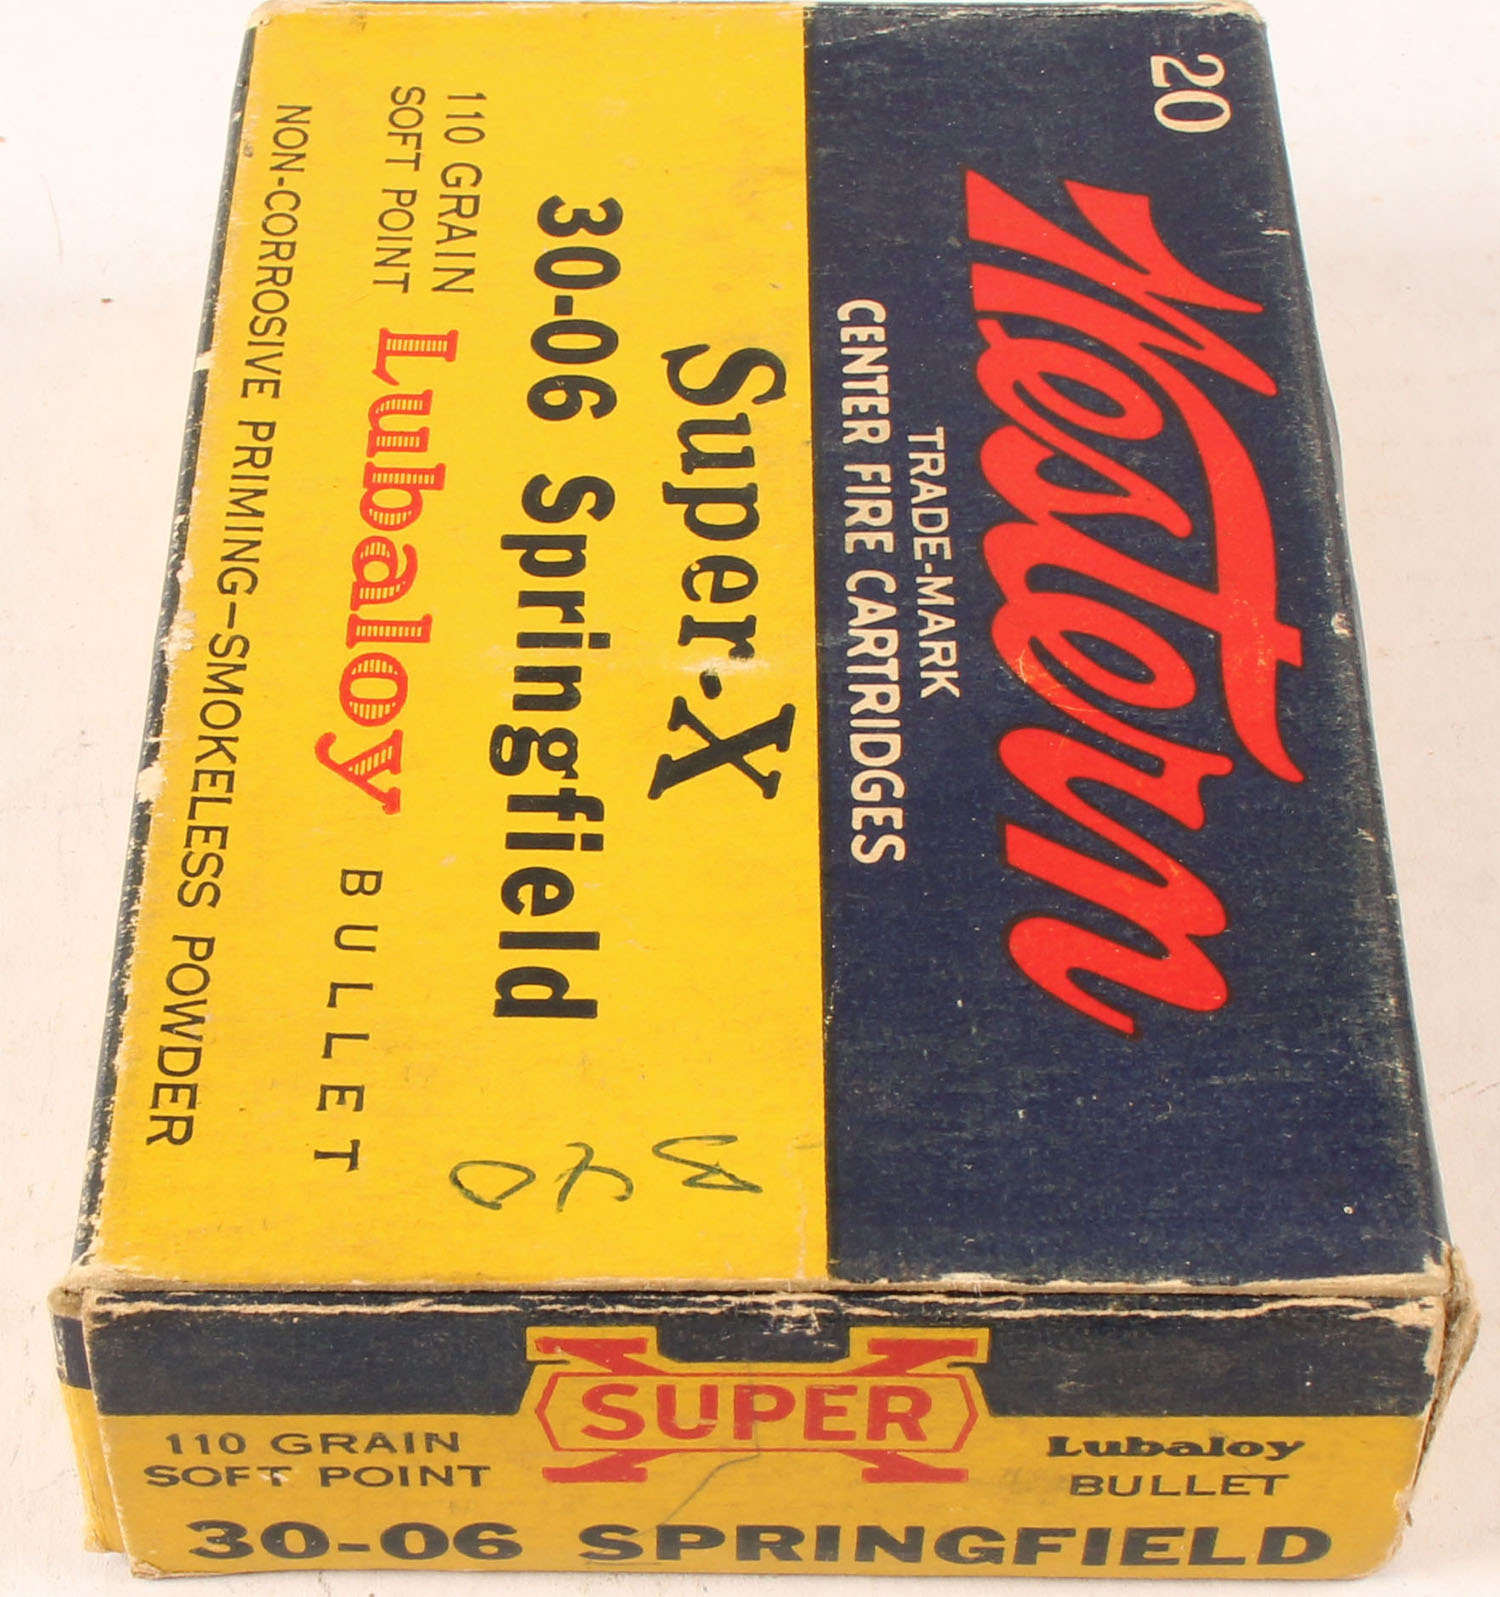 20
Western
TRADE-MARK
CENTER FIRE CARTRIDGES
Super-X
30-06 Springfield
110 GRAIN
SOFT POINT
Lubaloy BULLET
NON-CORROSIVE PRIMING-SMOKELESS POWDER
SUPER X
110 GRAIN
SOFT POINT
Lubaloy
BULLET
30-06 SPRINGFIELD